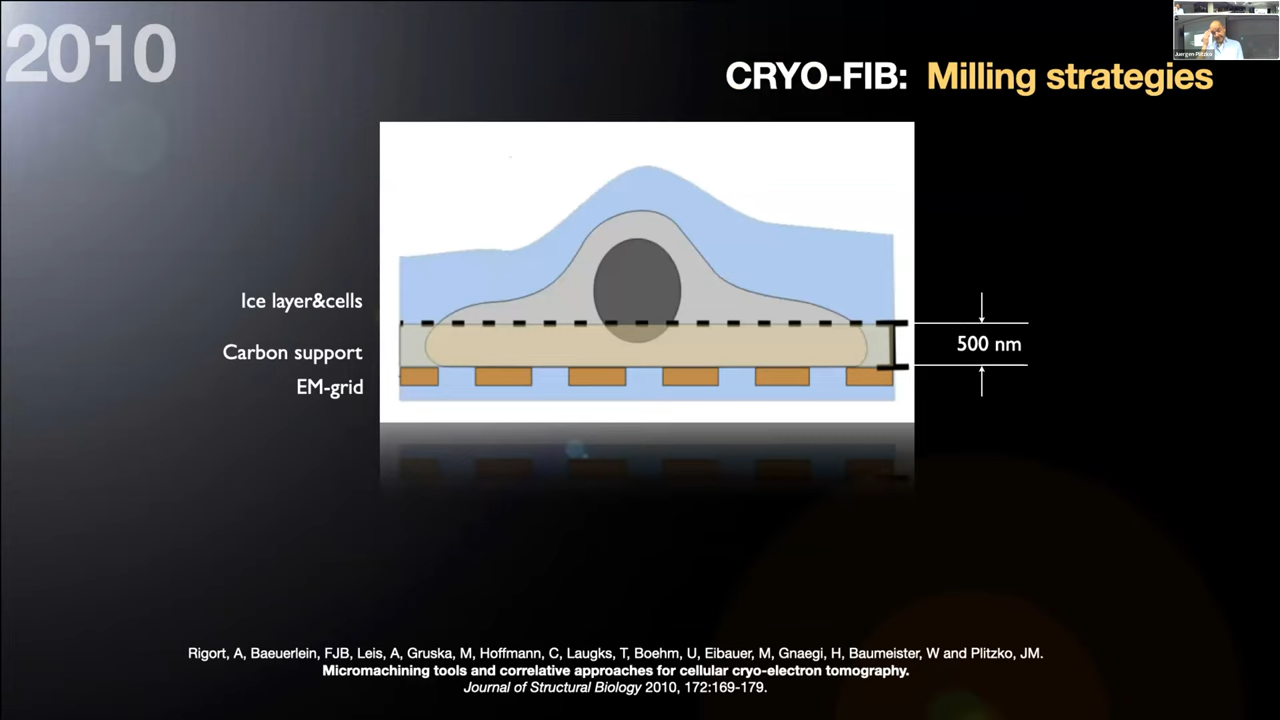 2010
Juergen Plitzko
CRYO-FIB: Milling strategies
Ice layer&cells
Carbon support
500 nm
EM-grid
Rigort, A, Baeuerlein, FJB, Leis, A, Gruska, M, Hoffmann, C, Laugks, T, Boehm, U, Eibauer, M, Gnaegi, H, Baumeister, W and Plitzko, JM.
Micromachining tools and correlative approaches for cellular cryo-electron tomography.
Journal of Structural Biology 2010, 172:169-179.